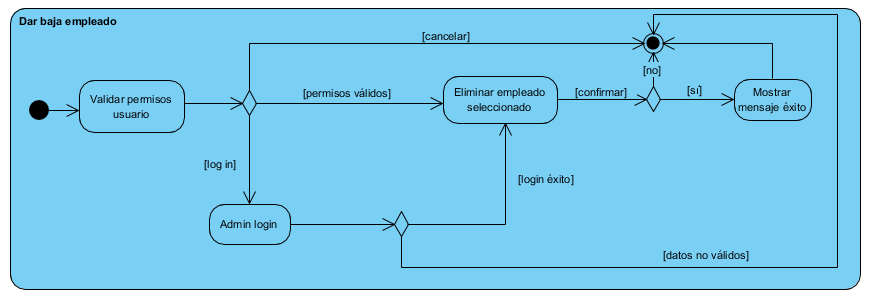 Dar baja empleado
[cancelar]
[no]
Validar permisos
usuario
[permisos válidos]
Eliminar empleado
seleccionado
[confirmar]
[sí]
Mostrar
mensaje éxito
[log in]
[login éxito]
Admin login
[datos no válidos]